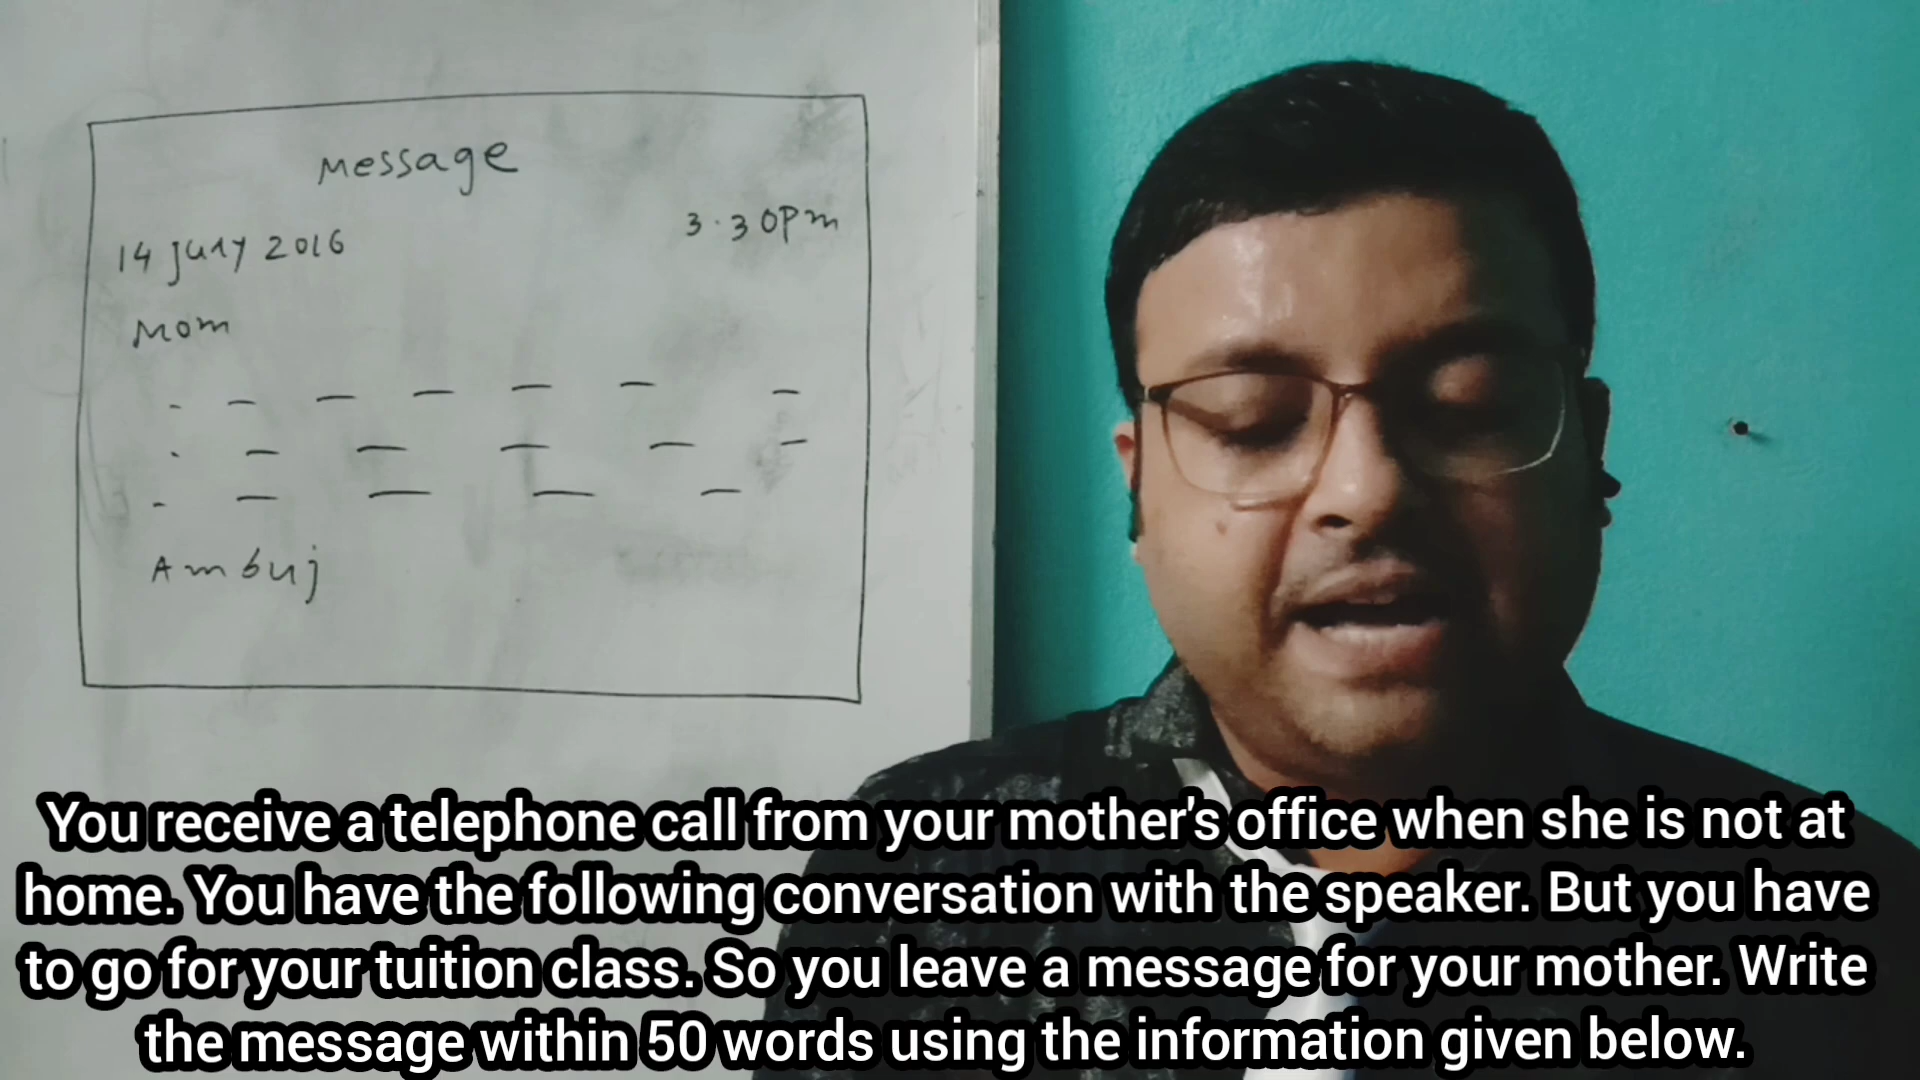 Message
14 July 2016
3.30pm
Mom
Ambuj
You receive a telephone call from your mother's office when she is not at
home. You have the following conversation with the speaker. But you have
to go for your tuition class. So you leave a message for your mother. Write
the message within 50 words using the information given below.